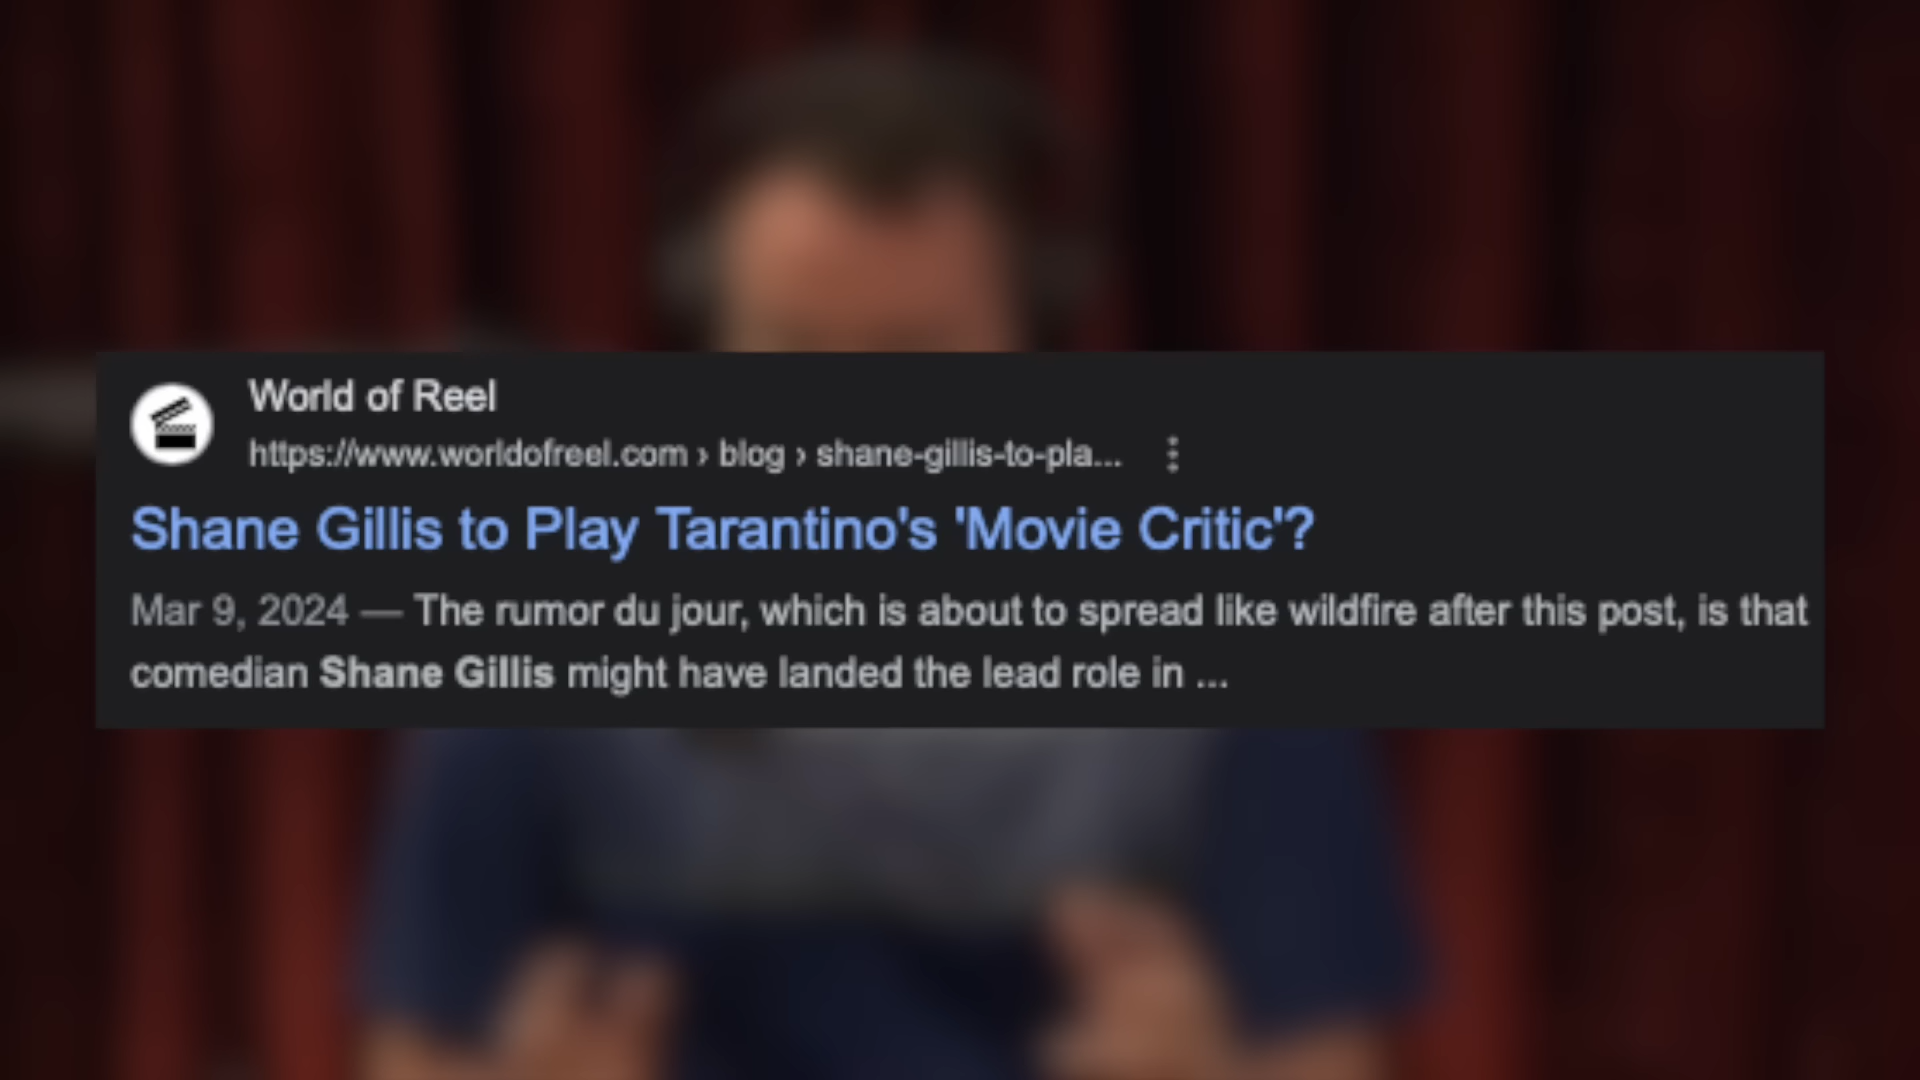 World of Reel
https://www.worldofreel.com › blog › shane-gillis-to-pla...
Shane Gillis to Play Tarantino's 'Movie Critic'?
Mar 9, 2024 — The rumor du jour, which is about to spread like wildfire after this post, is that
comedian Shane Gillis might have landed the lead role in ...